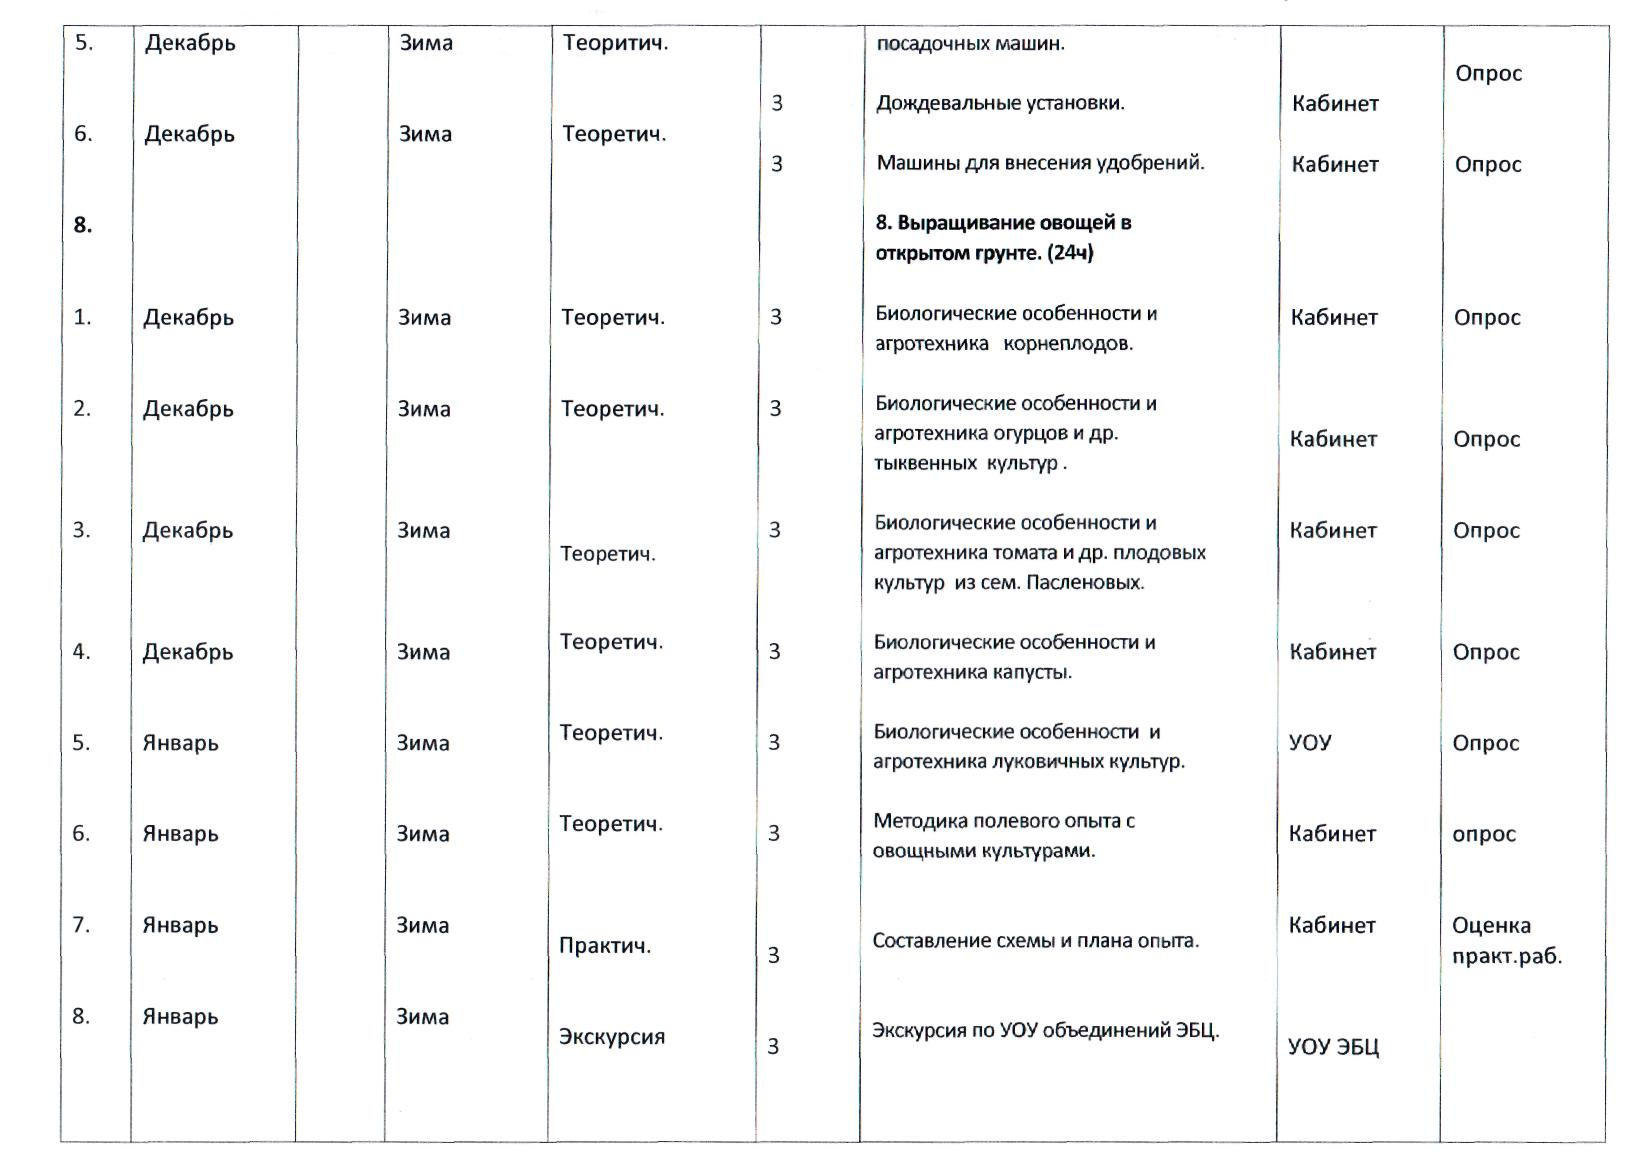 5. Декабрь Зима Теоритич. посадочных машин.
Опрос
3 Дождевальные установки. Кабинет
6. Декабрь Зима Теоретич.
3 Машины для внесения удобрений. Кабинет Опрос
8. 8. Выращивание овощей в
открытом грунте. (24ч)
1. Декабрь Зима Теоретич. 3 Биологические особенности и Кабинет Опрос
агротехника корнеплодов.
2. Декабрь Зима Теоретич. 3 Биологические особенности и
агротехника огурцов и др. Кабинет Опрос
тыквенных культур .
3. Декабрь Зима 3 Биологические особенности и Кабинет Опрос
Теоретич. агротехника томата и др. плодовых
культур из сем. Пасленовых.
4. Декабрь Зима Теоретич. 3 Биологические особенности и Кабинет Опрос
агротехника капусты.
5. Январь Зима Теоретич. 3 Биологические особенности и УОУ Опрос
агротехника луковичных культур.
6. Январь Зима Теоретич. 3 Методика полевого опыта с Кабинет опрос
овощными культурами.
7. Январь Зима Кабинет Оценка
Практич. 3 Составление схемы и плана опыта. практ.раб.
8. Январь Зима
Экскурсия 3 Экскурсия по УОУ объединений ЭБЦ. УОУ ЭБЦ